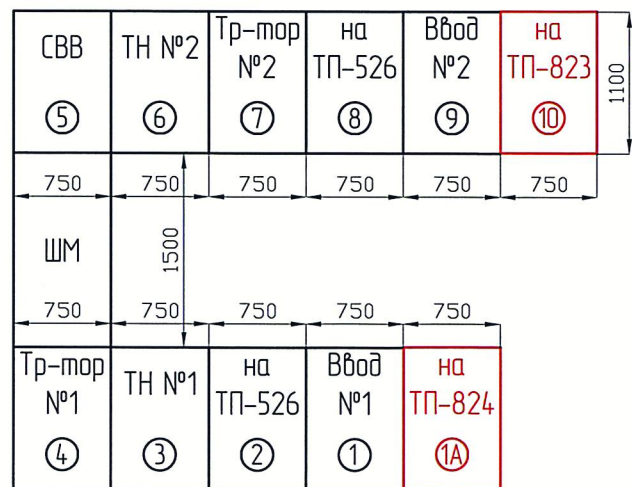 СВВ
5
ТН №2
6
Тр-тор
№2
7
на
ТП-526
8
Ввод
№2
9
на
ТП-823
10
1100
750 750 750 750 750 750
ШМ
1500
750 750 750 750 750
Тр-тор
№1
4
ТН №1
3
на
ТП-526
2
Ввод
№1
1
на
ТП-824
1А